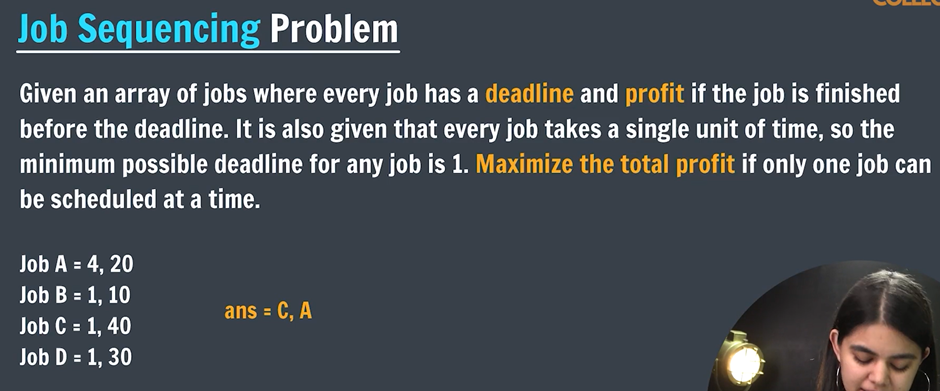 Job Sequencing Problem
Given an array of jobs where every job has a deadline and profit if the job is finished
before the deadline. It is also given that every job takes a single unit of time, so the
minimum possible deadline for any job is 1. Maximize the total profit if only one job can
be scheduled at a time.
Job A = 4, 20
Job B = 1, 10
ans = C, A
Job C = 1, 40
Job D = 1, 30